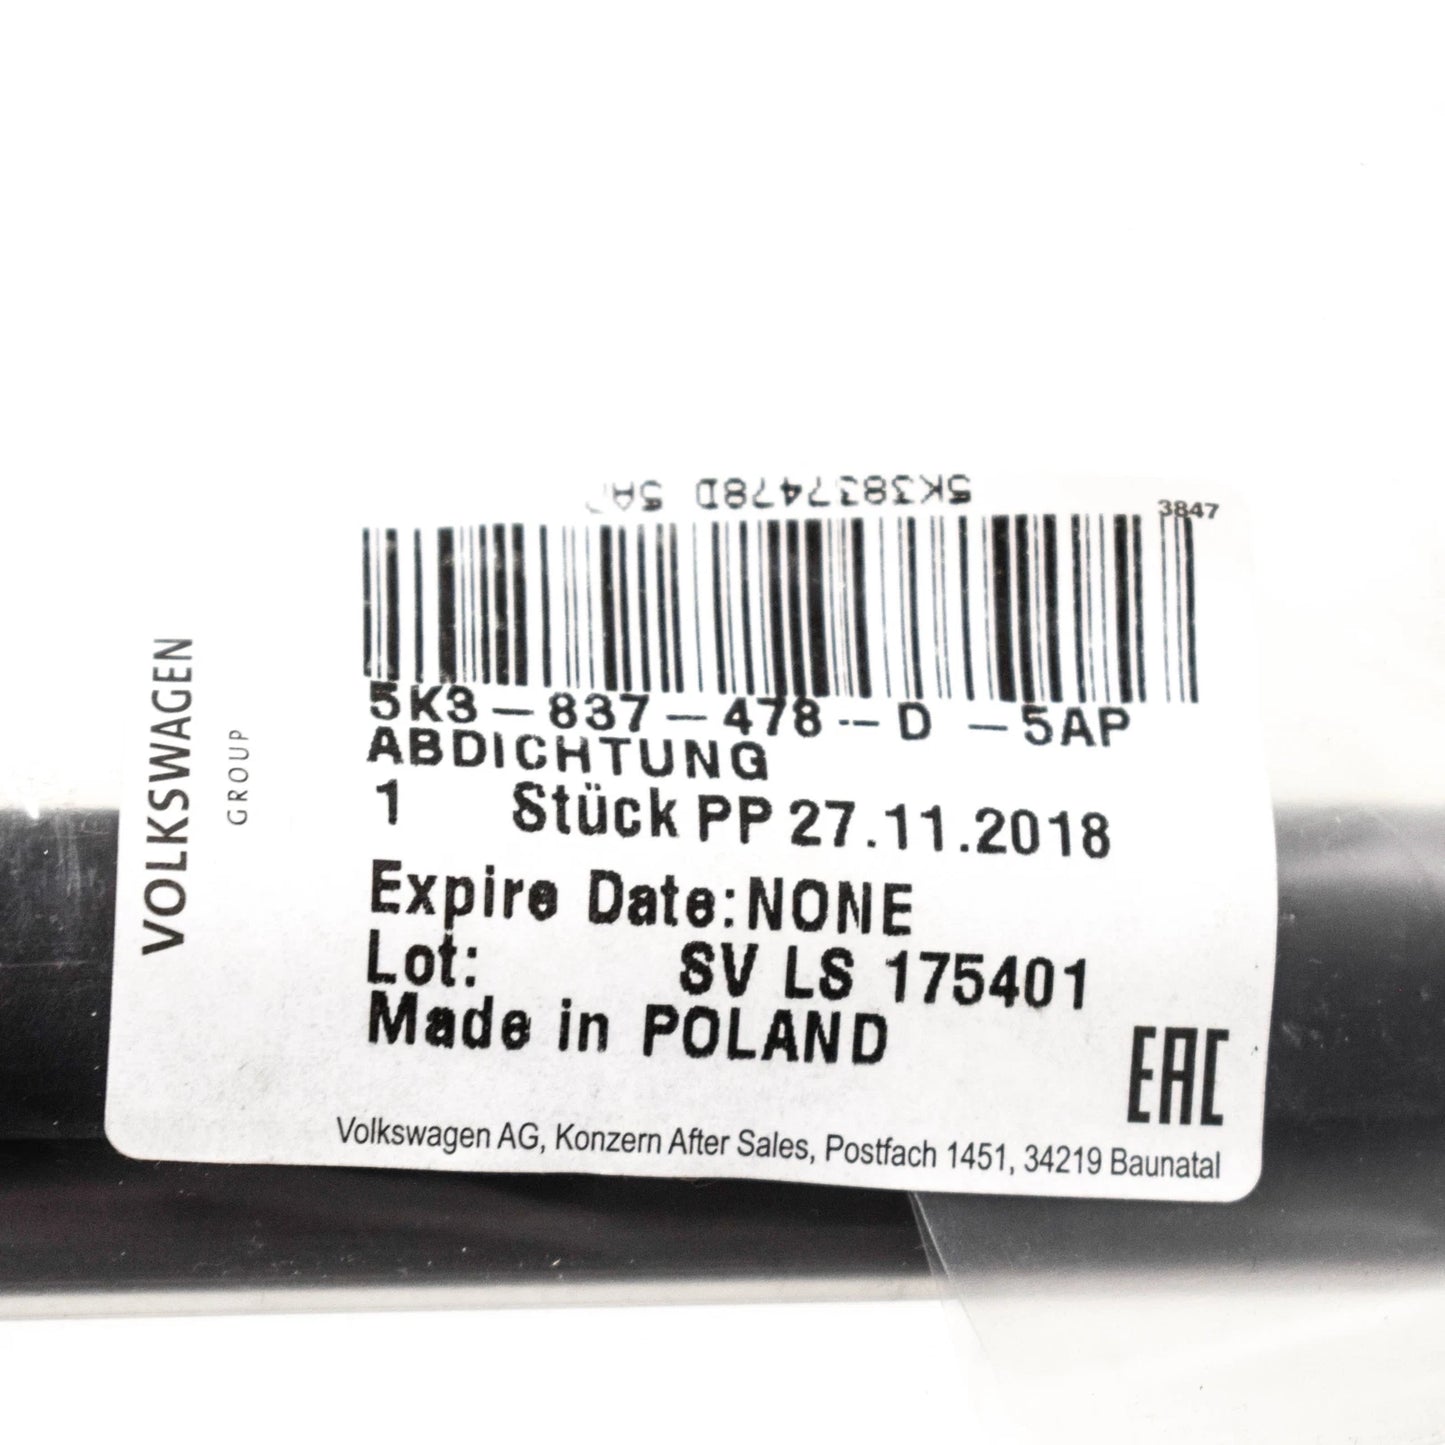 5K3837478D 5A
3847
5K3-837-478--D -5AP
ABDICHTUNG
1 Stück PP 27.11.2018
Expire Date:NONE
Lot: SV LS 175401
Made in POLAND
EAC
Volkswagen AG, Konzern After Sales, Postfach 1451, 34219 Baunatal
VOLKSWAGEN
GROUP